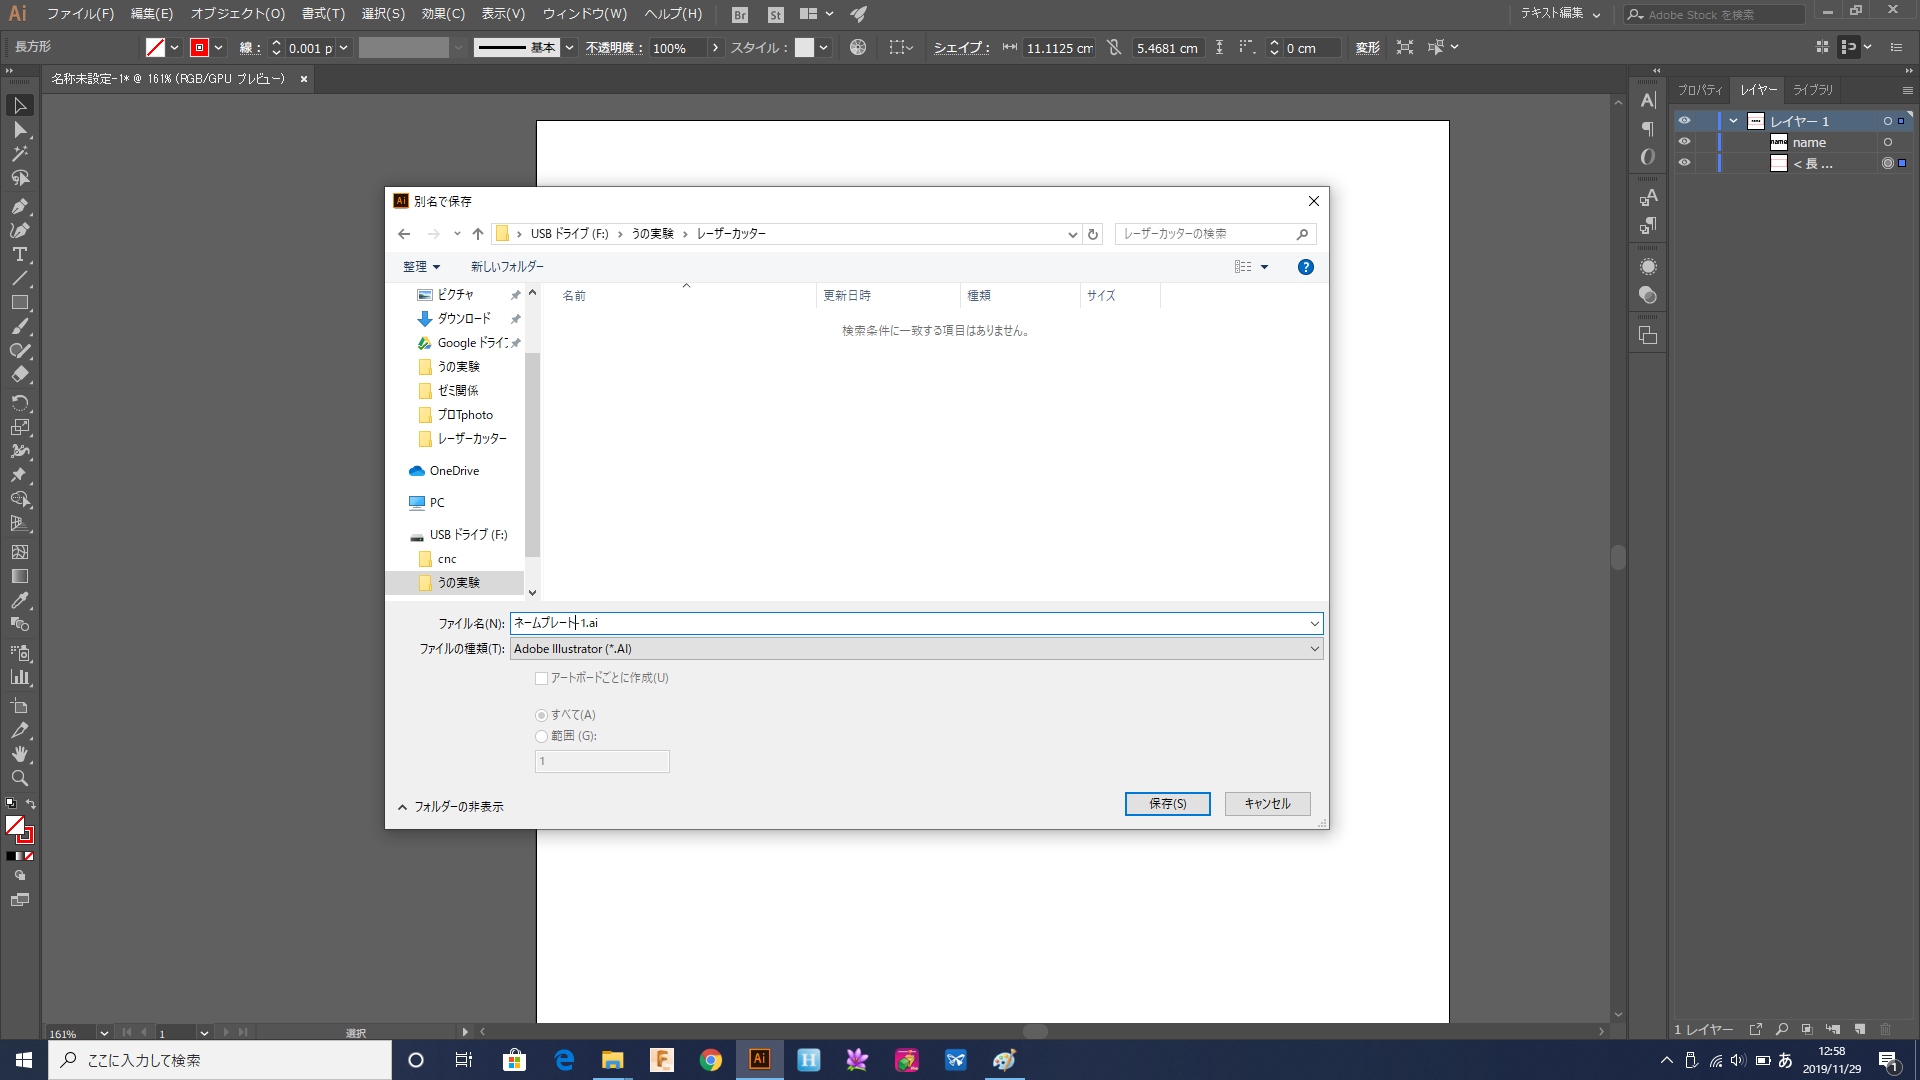 Ai ファイル(F) 編集(E) オブジェクト(O) 書式(T) 選択(S) 効果(C) 表示(V) ウィンドウ(W) ヘルプ(H) Br St テキスト編集 Adobe Stock を検索
長方形 線: 0.001 p 基本 不透明度: 100% スタイル: シェイプ: 11.1125 cm 5.4681 cm 0 cm 変形
名称未設定-1* @ 161% (RGB/GPU プレビュー) ×
プロパティ レイヤー ライブラリ
レイヤー 1
name
< 長 ...
Ai 別名で保存
USB ドライブ (F:) › うの実験 › レーザーカッター
レーザーカッターの検索
整理 新しいフォルダー
名前 更新日時 種類 サイズ
検索条件に一致する項目はありません。
ピクチャ
ダウンロード
Google ドライブ
うの実験
ゼミ関係
プロTphoto
レーザーカッター
OneDrive
PC
USB ドライブ (F:)
cnc
うの実験
ファイル名(N): ネームプレート-1.ai
ファイルの種類(T): Adobe Illustrator (*.AI)
アートボードごとに作成(U)
すべて(A)
範囲 (G):
1
フォルダーの非表示
保存(S) キャンセル
161% 1 選択
1 レイヤー
ここに入力して検索
あ
12:58
2019/11/29
1